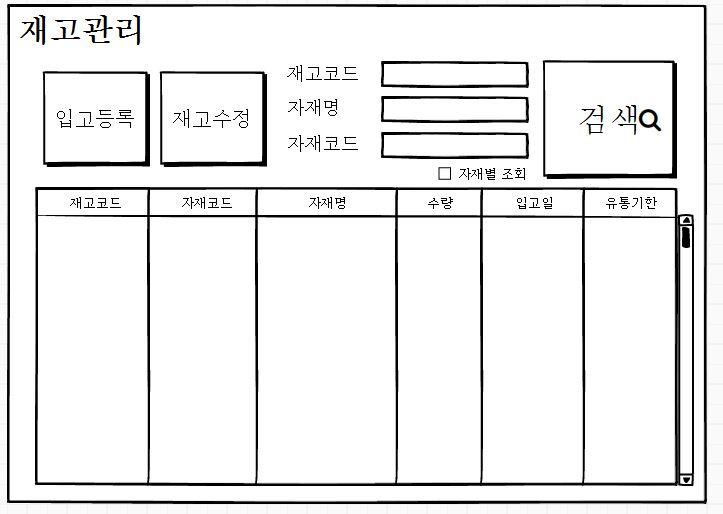 재고관리
입고등록
재고수정
재고코드
자재명
자재코드
자재별 조회
검색
재고코드 자재코드 자재명 수량 입고일 유통기한